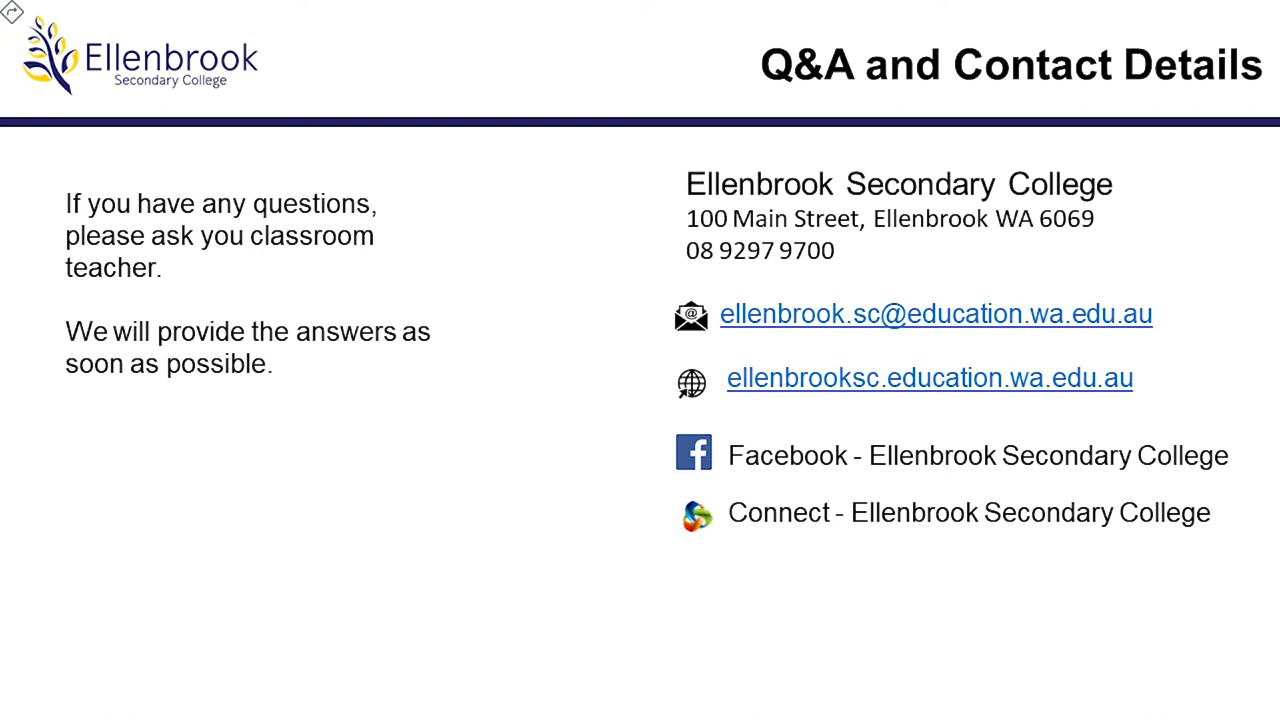 Ellenbrook
Secondary College
Q&A and Contact Details
If you have any questions,
please ask you classroom
teacher.
We will provide the answers as
soon as possible.
Ellenbrook Secondary College
100 Main Street, Ellenbrook WA 6069
08 9297 9700
ellenbrook.sc@education.wa.edu.au
ellenbrooksc.education.wa.edu.au
Facebook - Ellenbrook Secondary College
Connect - Ellenbrook Secondary College